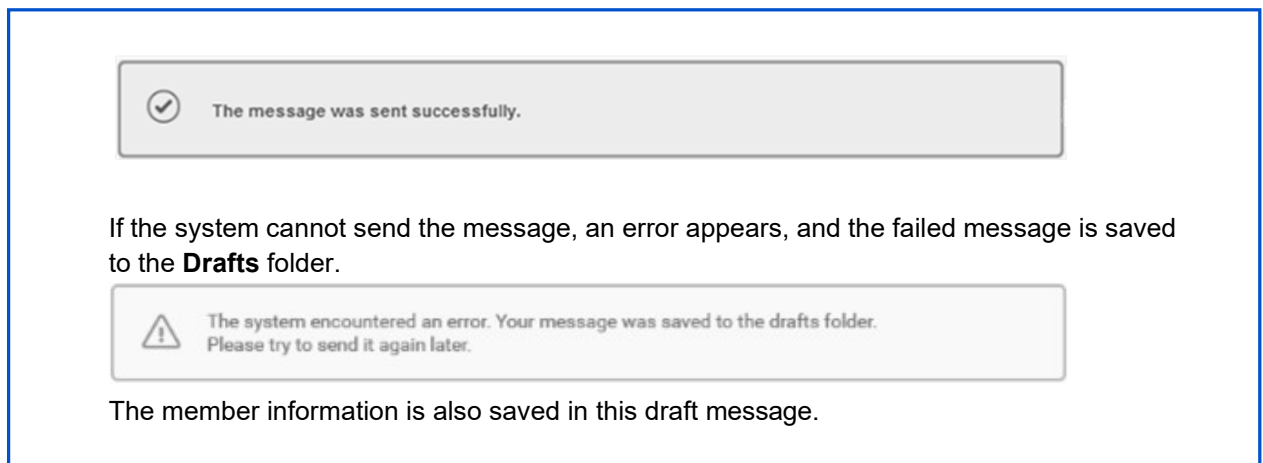 The message was sent successfully.
If the system cannot send the message, an error appears, and the failed message is saved
to the Drafts folder.
The system encountered an error. Your message was saved to the drafts folder.
Please try to send it again later.
The member information is also saved in this draft message.